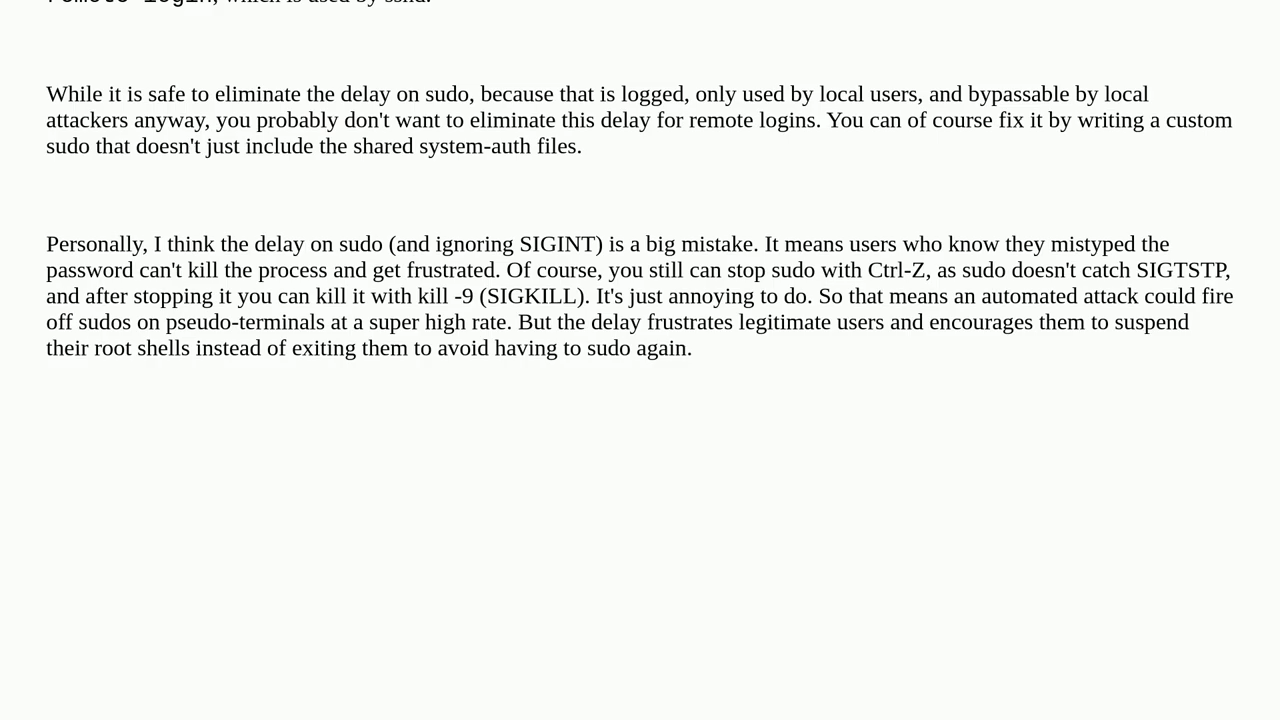 remote-login, which is used by sshd.
While it is safe to eliminate the delay on sudo, because that is logged, only used by local users, and bypassable by local
attackers anyway, you probably don't want to eliminate this delay for remote logins. You can of course fix it by writing a custom
sudo that doesn't just include the shared system-auth files.
Personally, I think the delay on sudo (and ignoring SIGINT) is a big mistake. It means users who know they mistyped the
password can't kill the process and get frustrated. Of course, you still can stop sudo with Ctrl-Z, as sudo doesn't catch SIGTSTP,
and after stopping it you can kill it with kill -9 (SIGKILL). It's just annoying to do. So that means an automated attack could fire
off sudos on pseudo-terminals at a super high rate. But the delay frustrates legitimate users and encourages them to suspend
their root shells instead of exiting them to avoid having to sudo again.